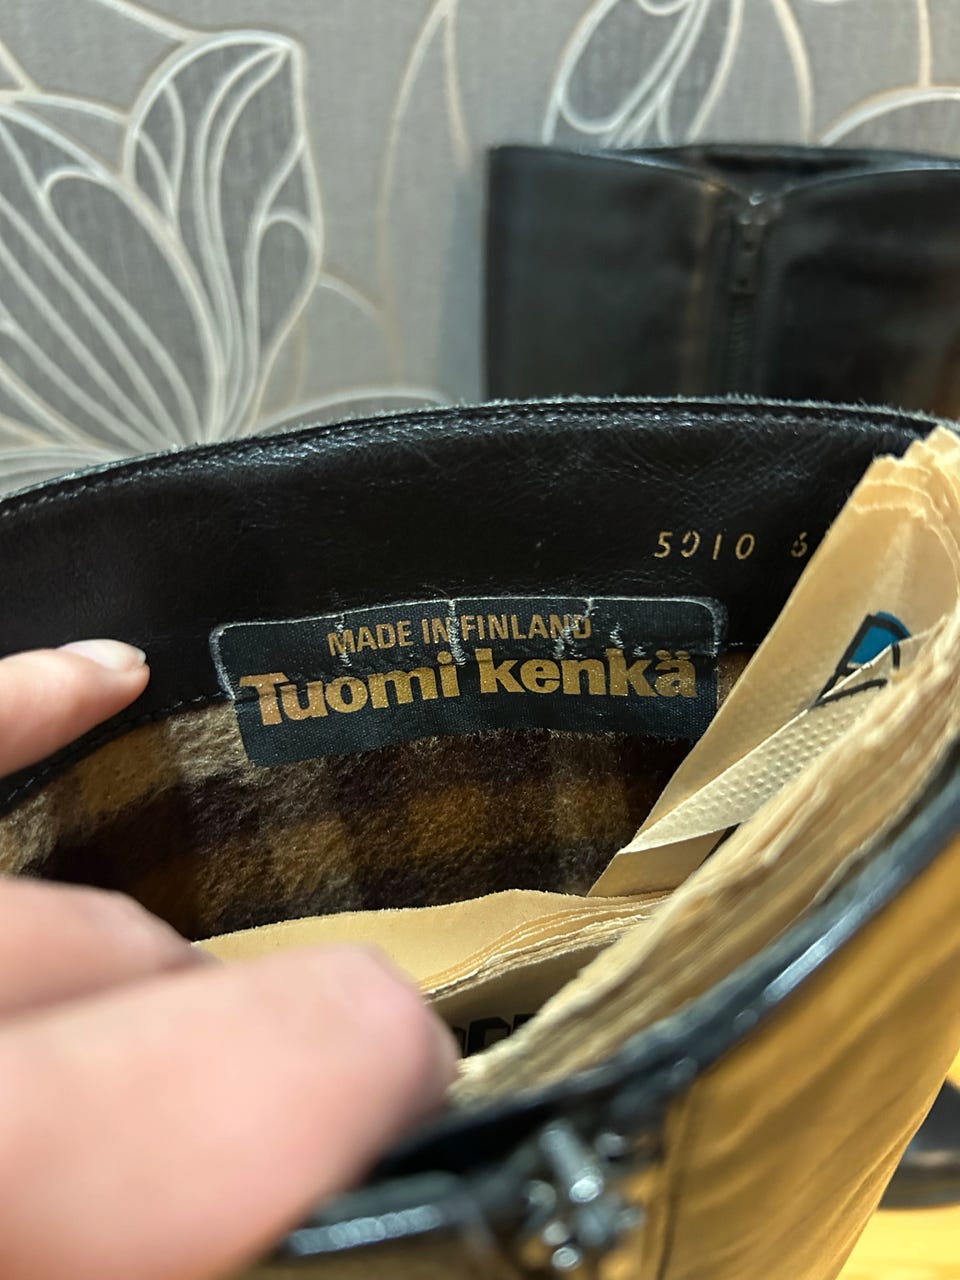 5010 6
MADE IN FINLAND
Tuomi kenkä